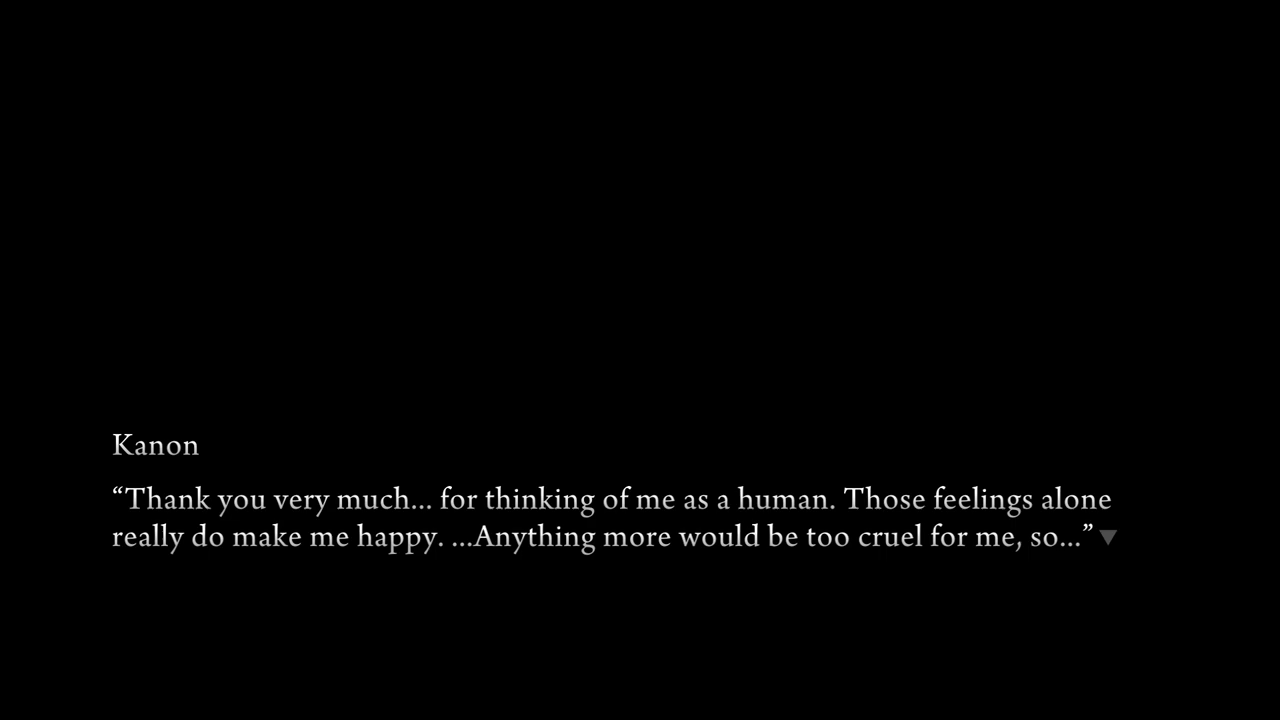 Kanon
“Thank you very much... for thinking of me as a human. Those feelings alone
really do make me happy. ...Anything more would be too cruel for me, so...”